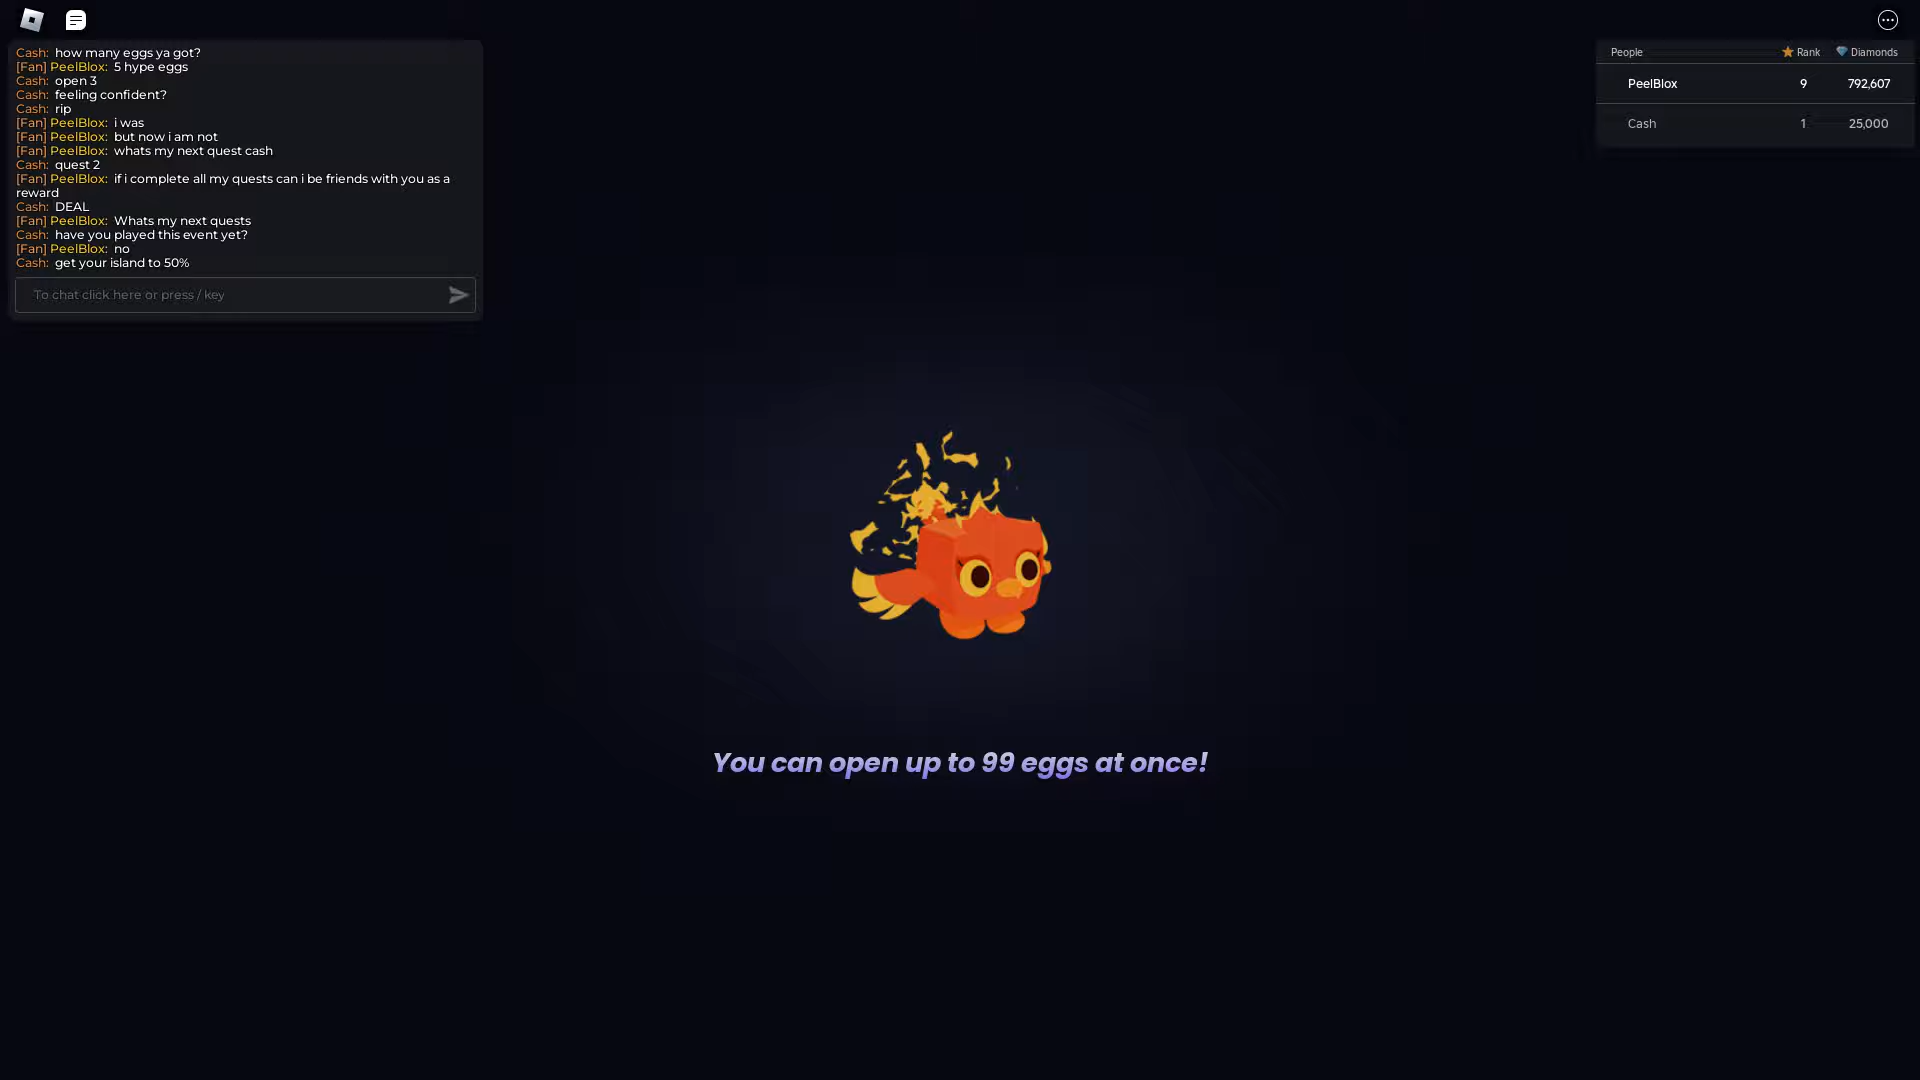 Cash: how many eggs ya got?
[Fan] PeelBlox: 5 hype eggs
Cash: open 3
Cash: feeling confident?
Cash: rip
[Fan] PeelBlox: i was
[Fan] PeelBlox: but now i am not
[Fan] PeelBlox: whats my next quest cash
Cash: quest 2
[Fan] PeelBlox: if i complete all my quests can i be friends with you as a
reward
Cash: DEAL
[Fan] PeelBlox: Whats my next quests
Cash: have you played this event yet?
[Fan] PeelBlox: no
Cash: get your island to 50%
To chat click here or press / key
People Rank Diamonds
PeelBlox 9 792,607
Cash 1 25,000
You can open up to 99 eggs at once!